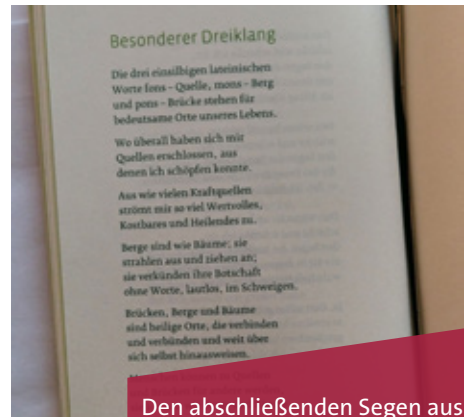 Besonderer Dreiklang
Die drei einsilbigen lateinischen
Worte fons – Quelle, mons – Berg
und pons – Brücke stehen für
bedeutsame Orte unseres Lebens.
Wo überall haben sich mir
Quellen erschlossen, aus
denen ich schöpfen konnte.
Aus wie vielen Kraftquellen
strömt mir so viel Wertvolles,
Kostbares und Heilendes zu.
Berge sind wie Bäume; sie
strahlen aus und ziehen an;
sie verkünden ihre Botschaft
ohne Worte, lautlos, im Schweigen.
Brücken, Berge und Bäume
sind heilige Orte, die verbinden
und verbünden und weit über
sich selbst hinausweisen.
Den abschließenden Segen aus